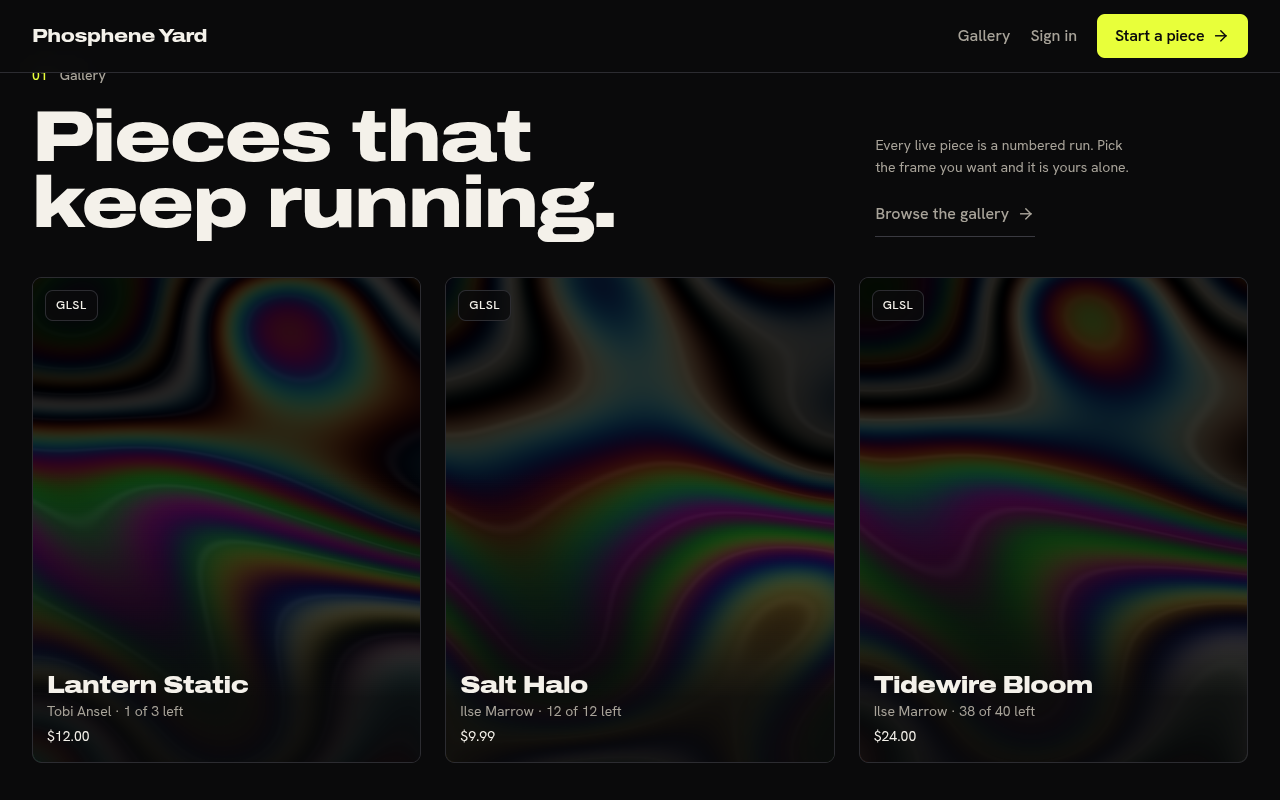 Phosphene Yard
Gallery
Sign in
Start a piece →
01 Gallery
Pieces that
keep running.
Every live piece is a numbered run. Pick
the frame you want and it is yours alone.
Browse the gallery →
GLSL
Lantern Static
Tobi Ansel · 1 of 3 left
$12.00
GLSL
Salt Halo
Ilse Marrow · 12 of 12 left
$9.99
GLSL
Tidewire Bloom
Ilse Marrow · 38 of 40 left
$24.00